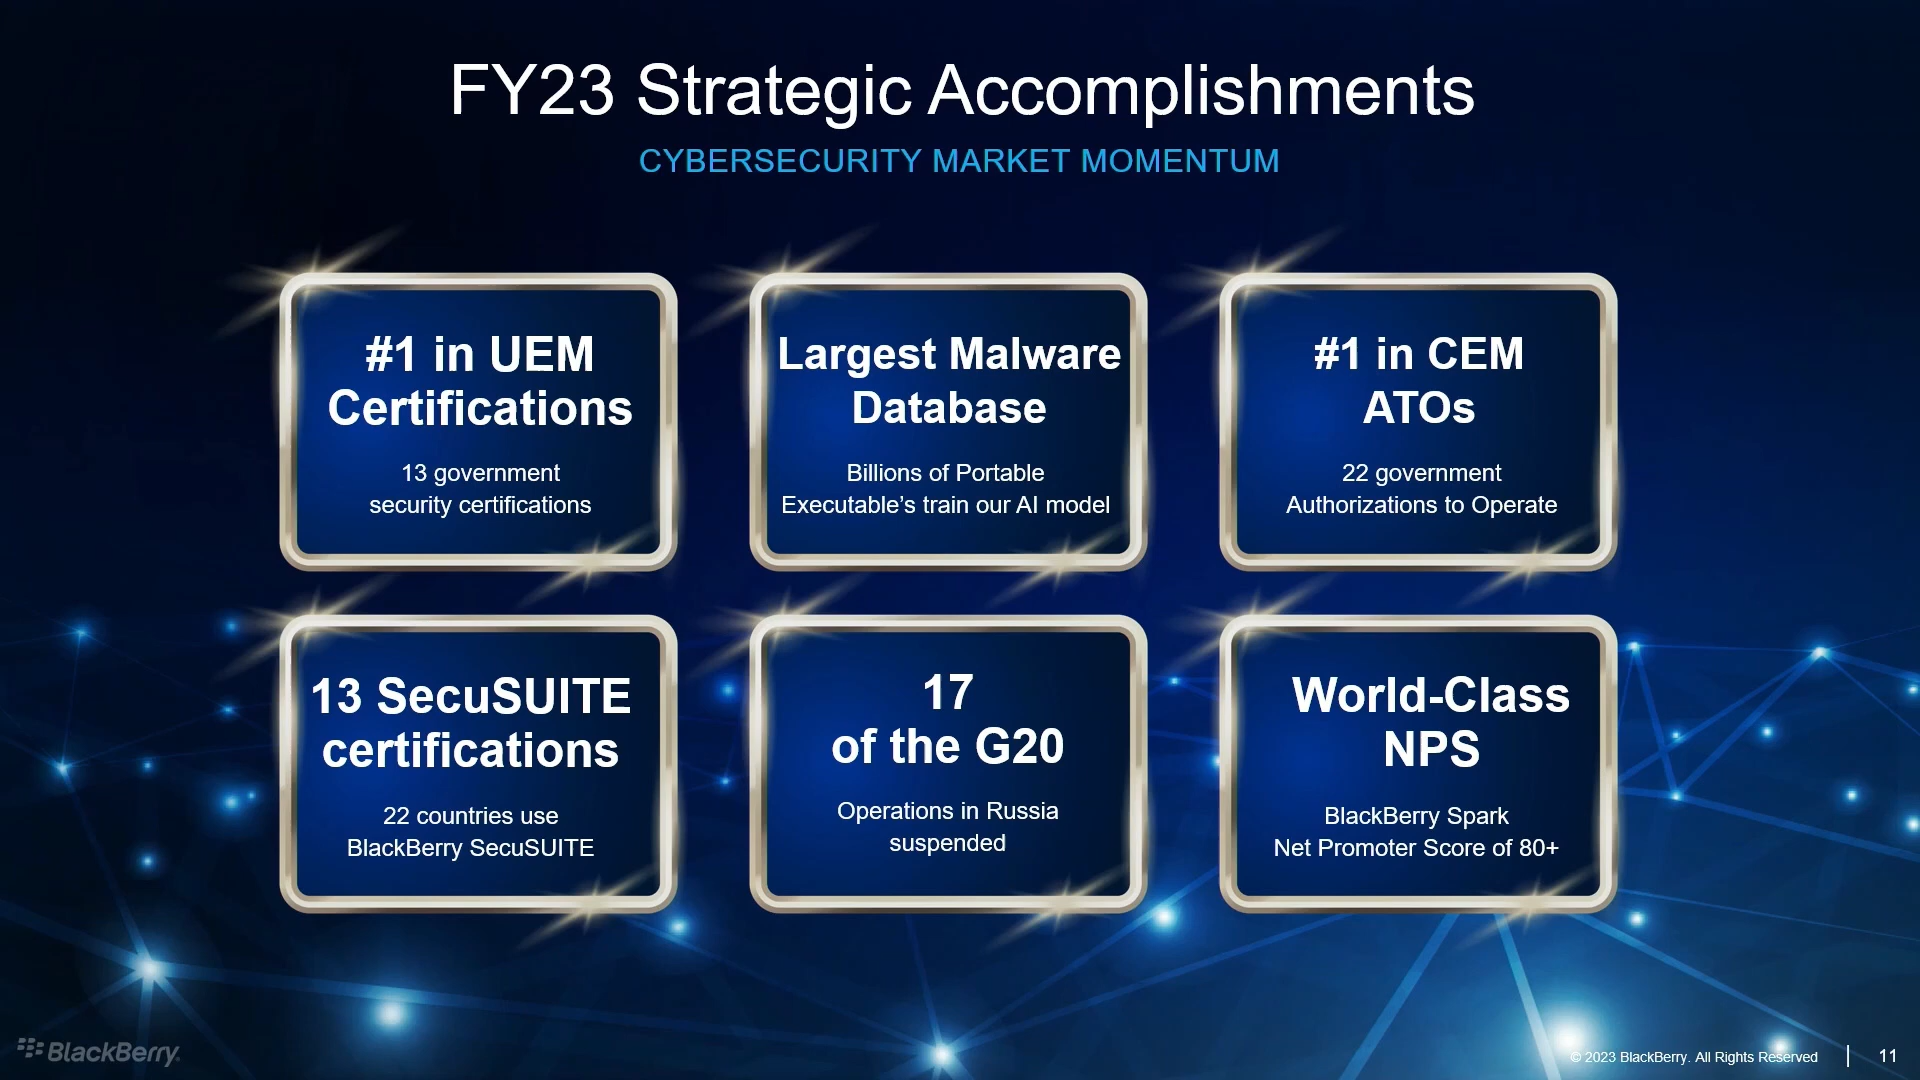 FY23 Strategic Accomplishments
CYBERSECURITY MARKET MOMENTUM
#1 in UEM
Certifications
13 government
security certifications
Largest Malware
Database
Billions of Portable
Executable’s train our AI model
#1 in CEM
ATOs
22 government
Authorizations to Operate
13 SecuSUITE
certifications
22 countries use
BlackBerry SecuSUITE
17
of the G20
Operations in Russia
suspended
World-Class
NPS
BlackBerry Spark
Net Promoter Score of 80+
BlackBerry.
© 2023 BlackBerry. All Rights Reserved
11